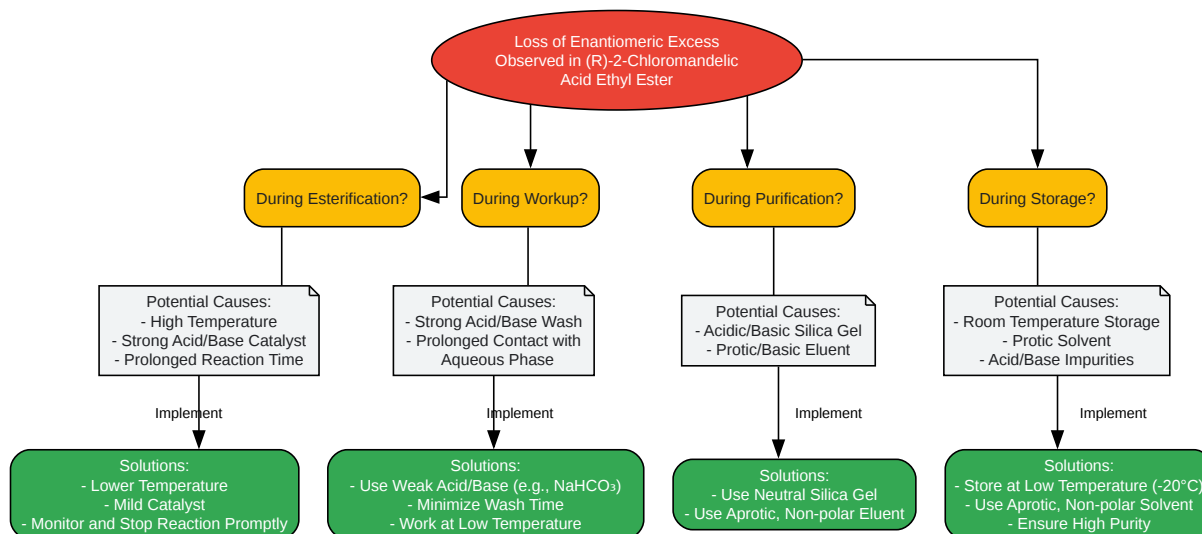 Loss of Enantiomeric Excess
Observed in (R)-2-Chloromandelic
Acid Ethyl Ester
During Esterification?
During Workup?
During Purification?
During Storage?
Potential Causes:
- High Temperature
- Strong Acid/Base Catalyst
- Prolonged Reaction Time
Potential Causes:
- Strong Acid/Base Wash
- Prolonged Contact with
Aqueous Phase
Potential Causes:
- Acidic/Basic Silica Gel
- Protic/Basic Eluent
Potential Causes:
- Room Temperature Storage
- Protic Solvent
- Acid/Base Impurities
Implement
Implement
Implement
Implement
Solutions:
- Lower Temperature
- Mild Catalyst
- Monitor and Stop Reaction Promptly
Solutions:
- Use Weak Acid/Base (e.g., NaHCO₃)
- Minimize Wash Time
- Work at Low Temperature
Solutions:
- Use Neutral Silica Gel
- Use Aprotic, Non-polar Eluent
Solutions:
- Store at Low Temperature (-20°C)
- Use Aprotic, Non-polar Solvent
- Ensure High Purity